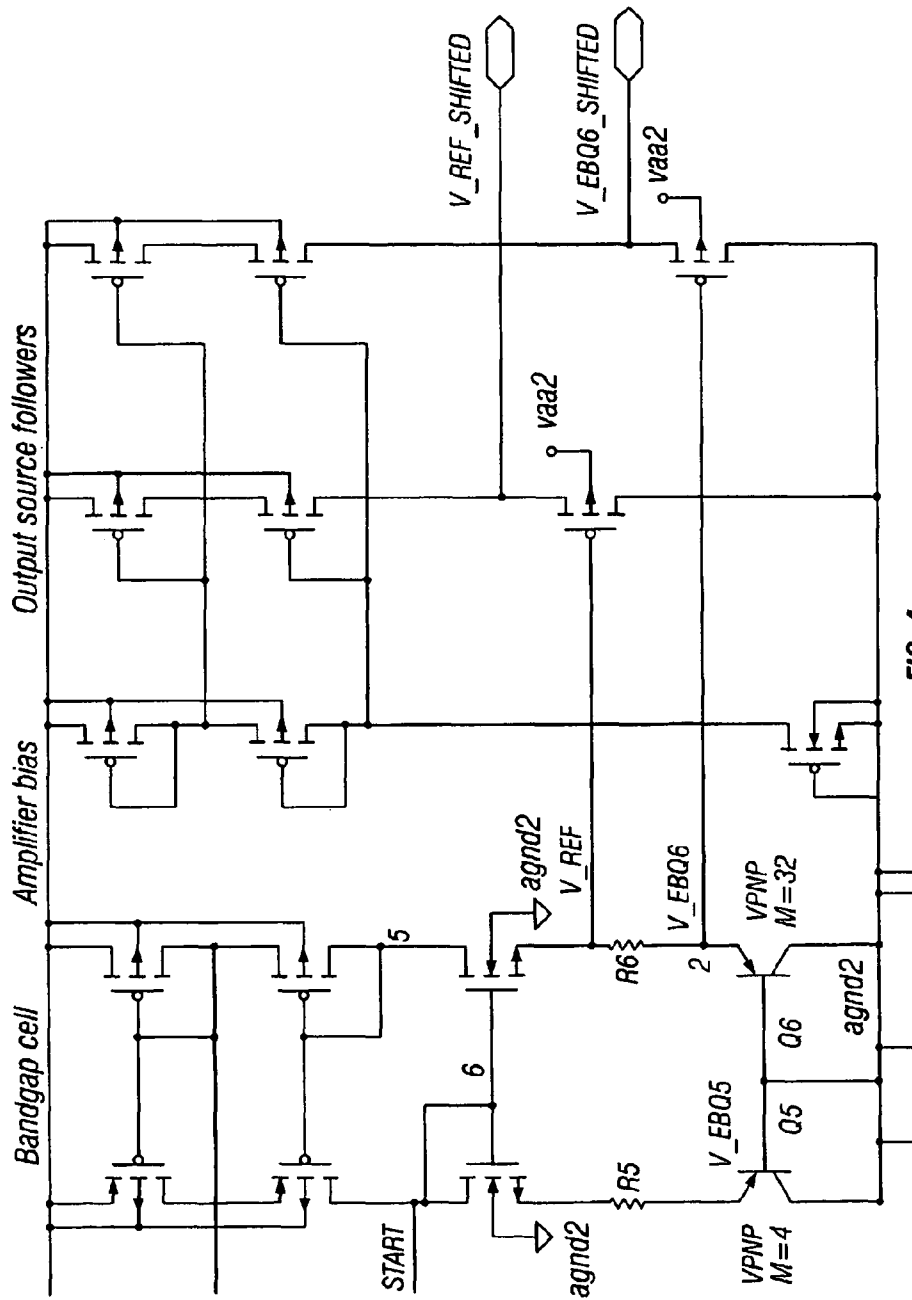 Bandgap cell
Amplifier bias
Output source followers
V_REF_SHIFTED
V_EBQ6_SHIFTED
vaa2
vaa2
5
START
6
agnd2
agnd2
V_REF
R5
R6
V_EBQ6
2
V_EBQ5
VPNP
M=4
Q5
Q6
VPNP
M=32
agnd2